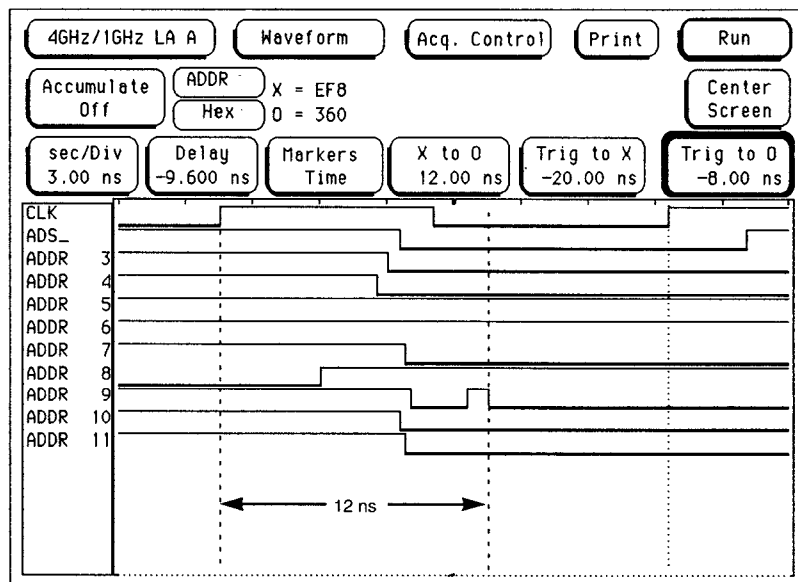 4GHz/1GHz LA A Waveform Acq. Control Print Run
Accumulate Off ADDR Hex X = EF8 O = 360 Center Screen
sec/Div 3.00 ns Delay -9.600 ns Markers Time X to O 12.00 ns Trig to X -20.00 ns Trig to O -8.00 ns
CLK
ADS_
ADDR 3
ADDR 4
ADDR 5
ADDR 6
ADDR 7
ADDR 8
ADDR 9
ADDR 10
ADDR 11
12 ns